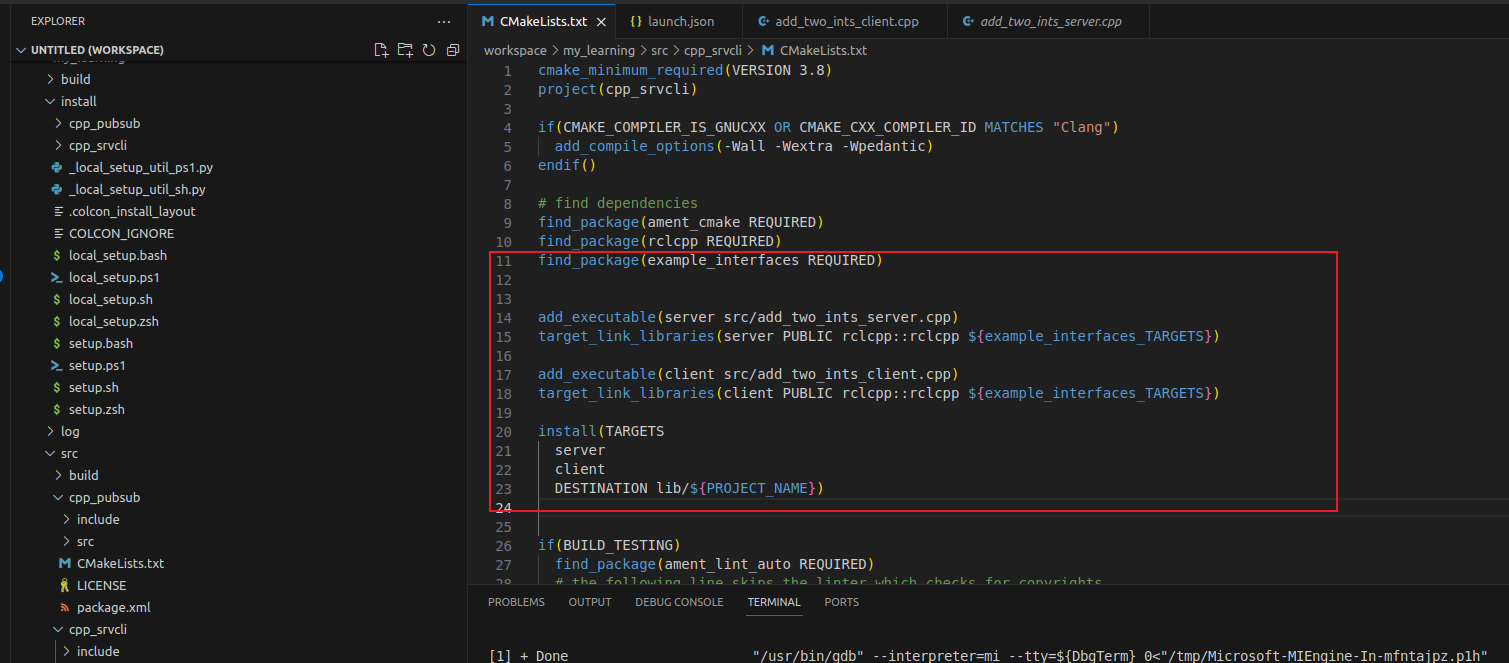 EXPLORER
UNTITLED (WORKSPACE)
my_learning
build
install
cpp_pubsub
cpp_srvcli
_local_setup_util_ps1.py
_local_setup_util_sh.py
.colcon_install_layout
COLCON_IGNORE
local_setup.bash
local_setup.ps1
local_setup.sh
local_setup.zsh
setup.bash
setup.ps1
setup.sh
setup.zsh
log
src
build
cpp_pubsub
include
src
CMakeLists.txt
LICENSE
package.xml
cpp_srvcli
include
CMakeLists.txt
launch.json
add_two_ints_client.cpp
add_two_ints_server.cpp
workspace > my_learning > src > cpp_srvcli > CMakeLists.txt
1 cmake_minimum_required(VERSION 3.8)
2 project(cpp_srvcli)
3
4 if(CMAKE_COMPILER_IS_GNUCXX OR CMAKE_CXX_COMPILER_ID MATCHES "Clang")
5 add_compile_options(-Wall -Wextra -Wpedantic)
6 endif()
7
8 # find dependencies
9 find_package(ament_cmake REQUIRED)
10 find_package(rclcpp REQUIRED)
11 find_package(example_interfaces REQUIRED)
12
13
14 add_executable(server src/add_two_ints_server.cpp)
15 target_link_libraries(server PUBLIC rclcpp::rclcpp ${example_interfaces_TARGETS})
16
17 add_executable(client src/add_two_ints_client.cpp)
18 target_link_libraries(client PUBLIC rclcpp::rclcpp ${example_interfaces_TARGETS})
19
20 install(TARGETS
21 server
22 client
23 DESTINATION lib/${PROJECT_NAME})
24
25
26 if(BUILD_TESTING)
27 find_package(ament_lint_auto REQUIRED)
28 # the following line skips the linter which checks for copyrights
PROBLEMS
OUTPUT
DEBUG CONSOLE
TERMINAL
PORTS
[1] + Done "/usr/bin/gdb" --interpreter=mi --tty=${DbgTerm} 0<"/tmp/Microsoft-MIEngine-In-mfntajpz.p1h"